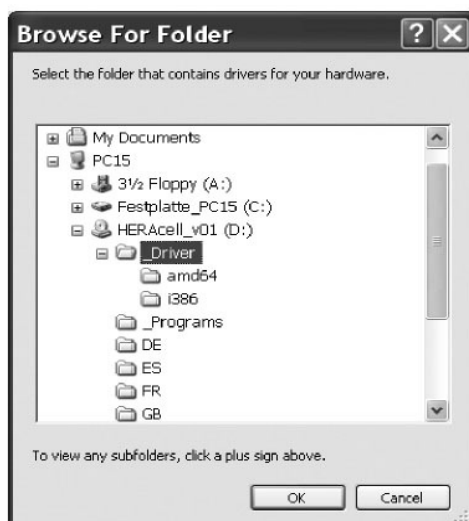 Browse For Folder
Select the folder that contains drivers for your hardware.
My Documents
PC15
3½ Floppy (A:)
Festplatte_PC15 (C:)
HERAcell_v01 (D:)
_Driver
amd64
i386
_Programs
DE
ES
FR
GB
To view any subfolders, click a plus sign above.
OK
Cancel